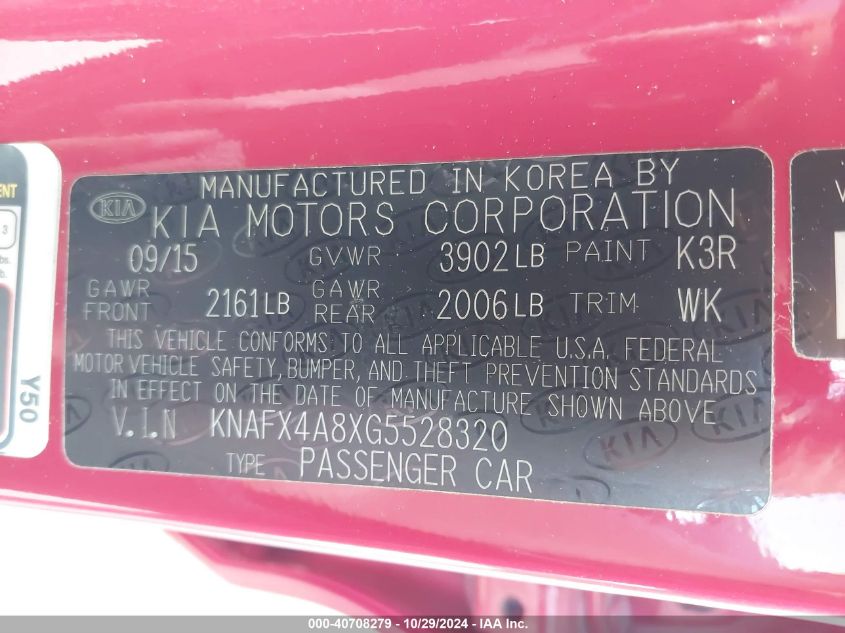 MANUFACTURED IN KOREA BY
KIA KIA MOTORS CORPORATION
09/15 GVWR 3902LB PAINT K3R
GAWR FRONT 2161LB GAWR REAR 2006LB TRIM WK
THIS VEHICLE CONFORMS TO ALL APPLICABLE U.S.A. FEDERAL
MOTOR VEHICLE SAFETY, BUMPER, AND THEFT PREVENTION STANDARDS
IN EFFECT ON THE DATE OF MANUFACTURE SHOWN ABOVE
V.I.N KNAFX4A8XG5528320
TYPE PASSENGER CAR
3
Y50
000-40708279 - 10/29/2024 - IAA Inc.